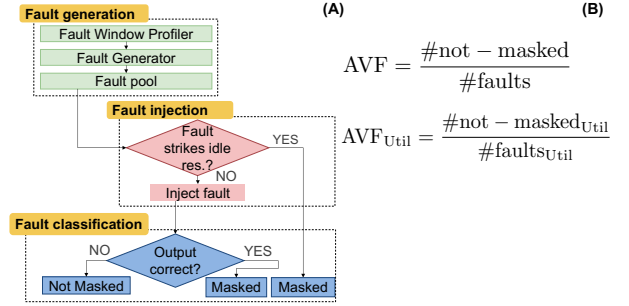 Fault generation
(A)
(B)
Fault Window Profiler
Fault Generator
Fault pool
AVF = #not − masked / #faults
Fault injection
Fault
strikes idle
res.?
YES
NO
Inject fault
AVF_Util = #not − masked_Util / #faults_Util
Fault classification
NO
YES
Output
correct?
Not Masked
Masked
Masked